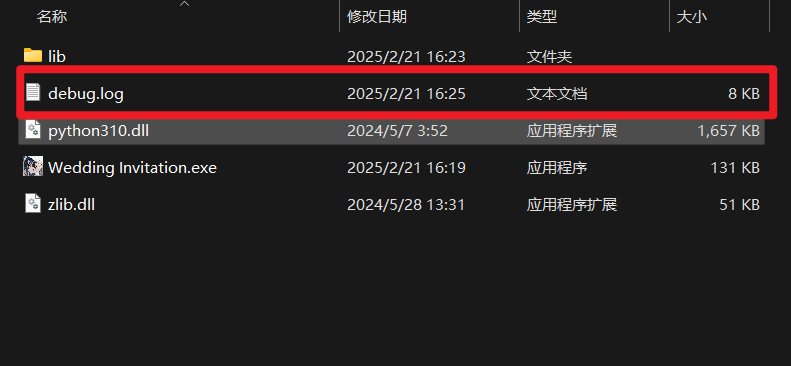 名称 修改日期 类型 大小
lib 2025/2/21 16:23 文件夹
debug.log 2025/2/21 16:25 文本文档 8 KB
python310.dll 2024/5/7 3:52 应用程序扩展 1,657 KB
Wedding Invitation.exe 2025/2/21 16:19 应用程序 131 KB
zlib.dll 2024/5/28 13:31 应用程序扩展 51 KB